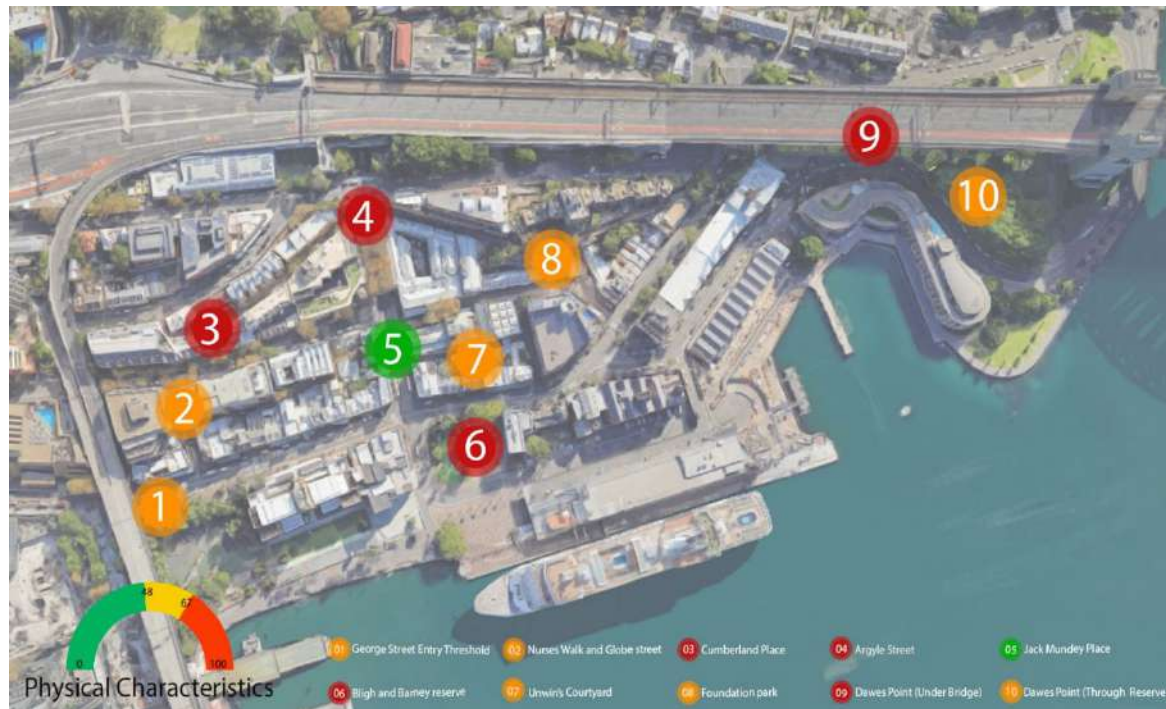 9
10
4
8
3
5
7
2
6
1
48
67
0
100
Physical Characteristics
01 George Street Entry Threshold
02 Nurses Walk and Globe street
03 Cumberland Place
04 Argyle Street
05 Jack Mundey Place
06 Bligh and Barney reserve
07 Unwin's Courtyard
08 Foundation park
09 Dawes Point (Under Bridge)
10 Dawes Point (Through Reserve